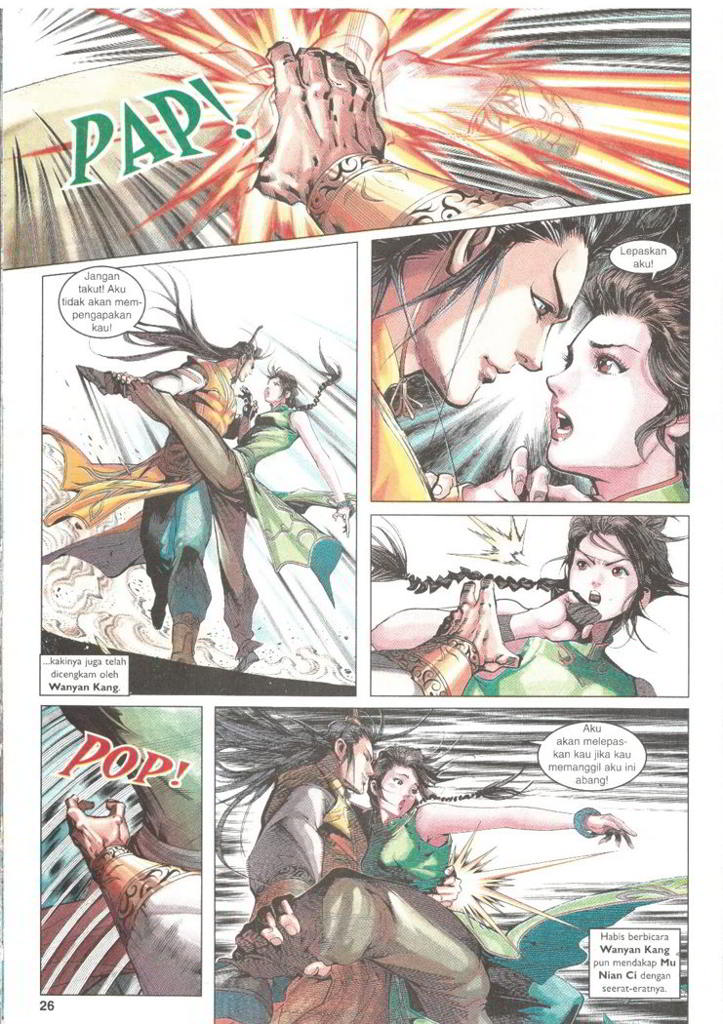 PAP!
Jangan
takut! Aku
tidak akan mem-
pengapakan
kau!
Lepaskan
aku!
...kakinya juga telah
dicengkam oleh
Wanyan Kang.
POP!
Aku
akan melepas-
kan kau jika kau
memanggil aku ini
abang!
Habis berbicara
Wanyan Kang
pun mendakap Mu
Nian Ci dengan
seerat-eratnya.
26